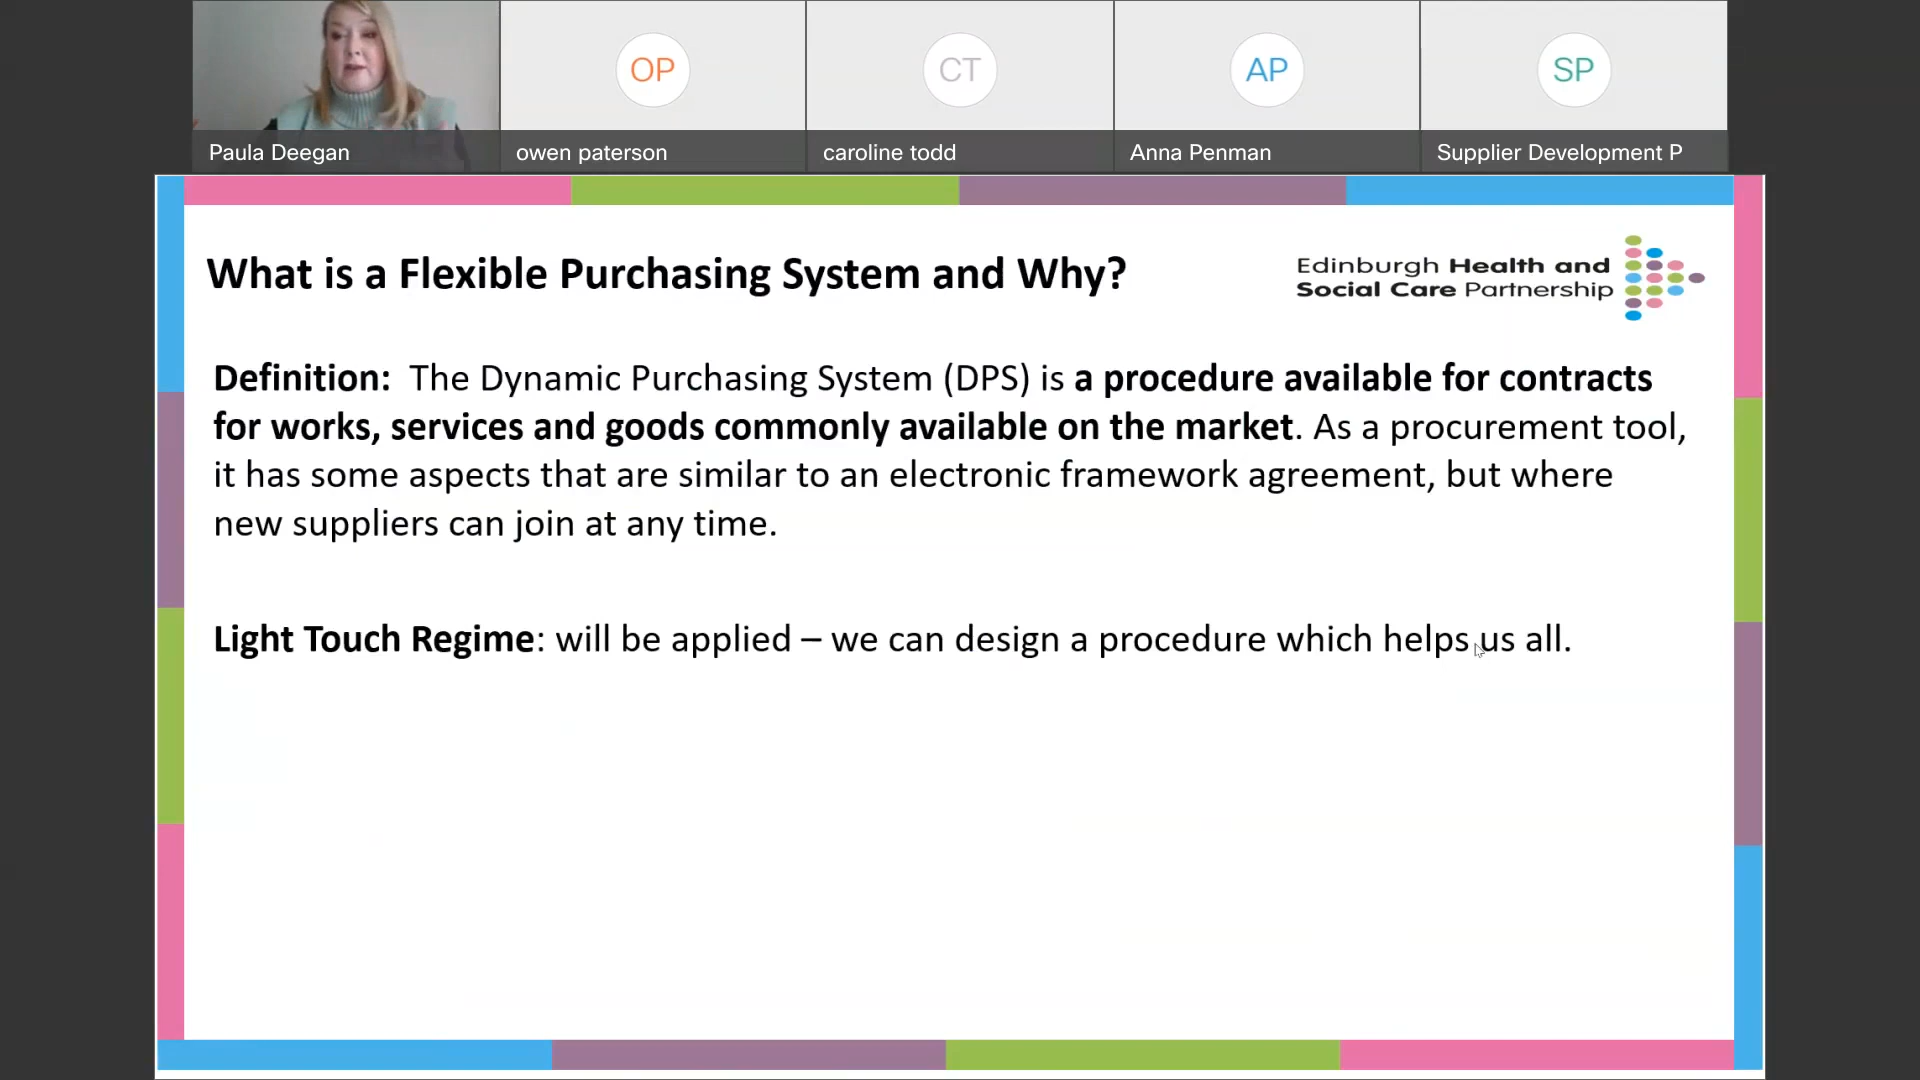 OP
CT
AP
SP
Paula Deegan
owen paterson
caroline todd
Anna Penman
Supplier Development P
What is a Flexible Purchasing System and Why?
Edinburgh Health and
Social Care Partnership
Definition:  The Dynamic Purchasing System (DPS) is a procedure available for contracts
for works, services and goods commonly available on the market. As a procurement tool,
it has some aspects that are similar to an electronic framework agreement, but where
new suppliers can join at any time.
Light Touch Regime: will be applied – we can design a procedure which helps us all.